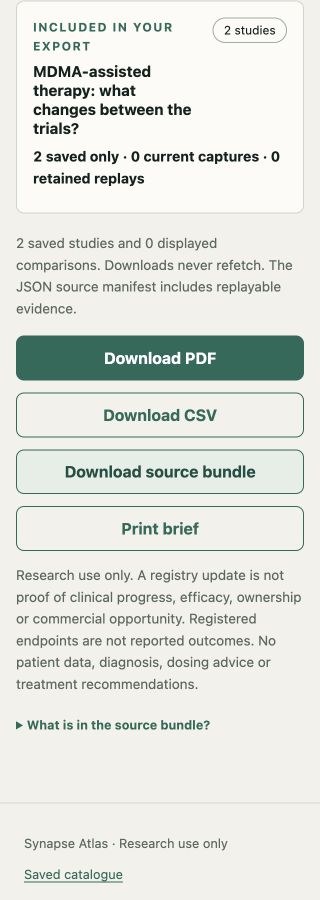 INCLUDED IN YOUR
EXPORT
2 studies
MDMA-assisted
therapy: what
changes between the
trials?
2 saved only · 0 current captures · 0
retained replays
2 saved studies and 0 displayed
comparisons. Downloads never refetch. The
JSON source manifest includes replayable
evidence.
Download PDF
Download CSV
Download source bundle
Print brief
Research use only. A registry update is not
proof of clinical progress, efficacy, ownership
or commercial opportunity. Registered
endpoints are not reported outcomes. No
patient data, diagnosis, dosing advice or
treatment recommendations.
▶ What is in the source bundle?
Synapse Atlas · Research use only
Saved catalogue